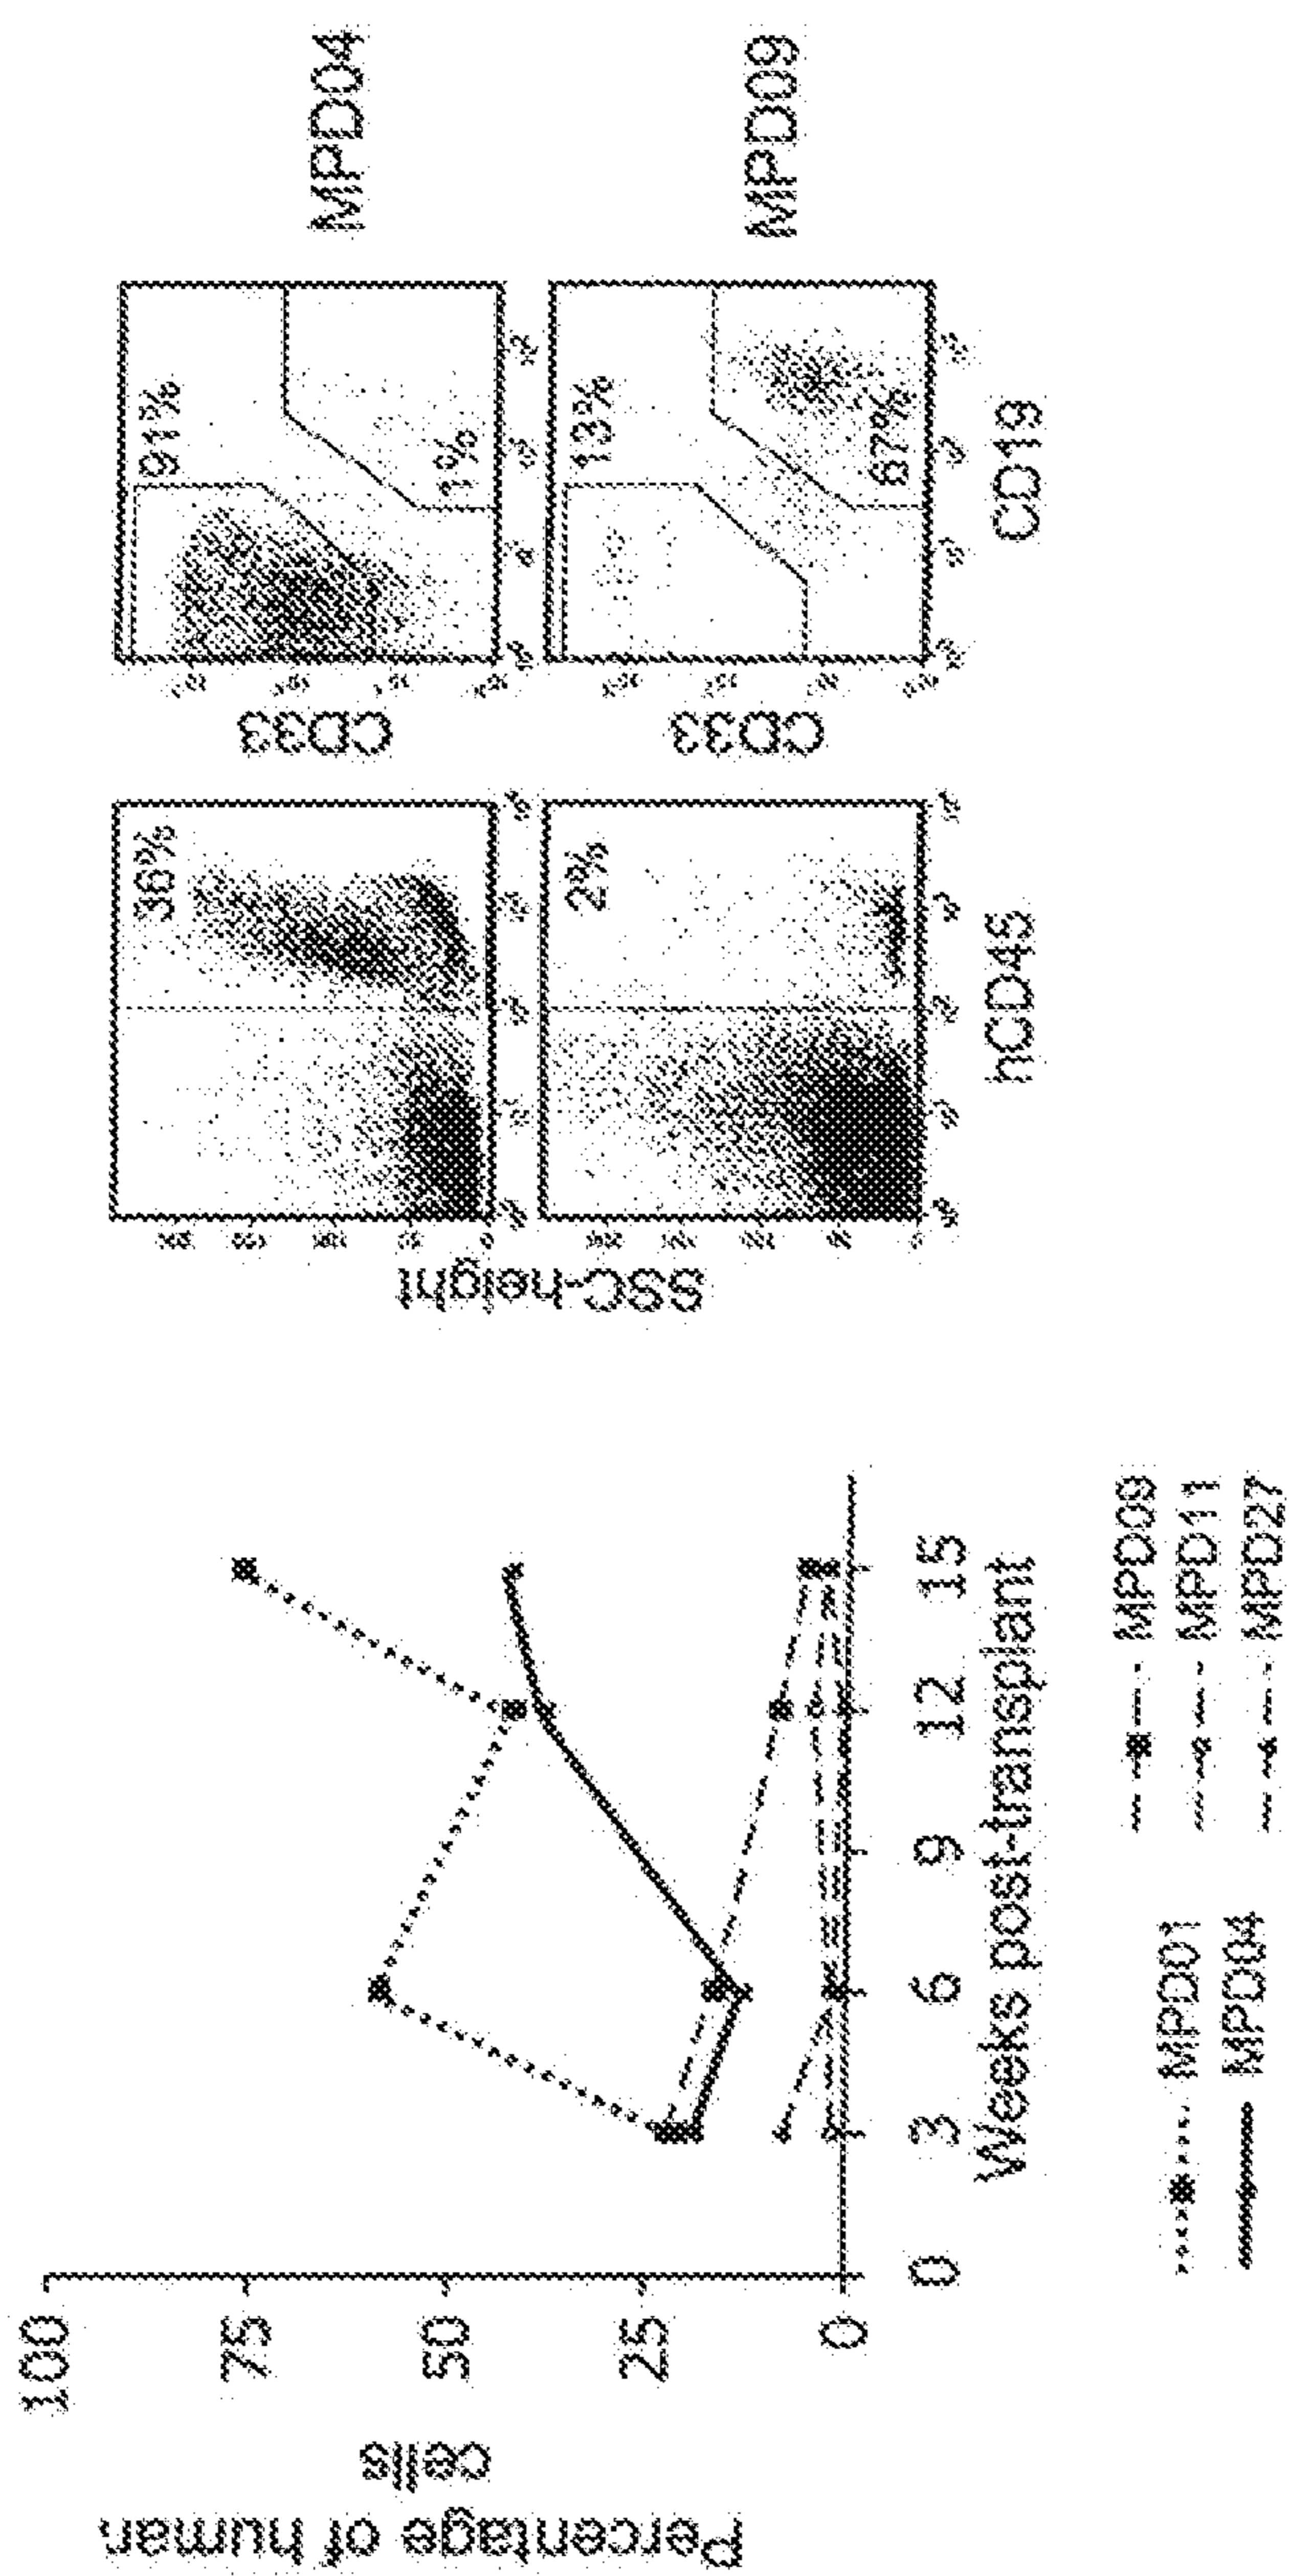 Percentage of human
cells
100
75
50
25
0
0 3 6 9 12 15
Weeks post-transplant
MPD01
MPD04
MPD09
MPD11
MPD27
SSC-height
36%
2%
hCD45
CD33
91%
1%
MPD04
CD33
13%
67%
MPD09
CD19